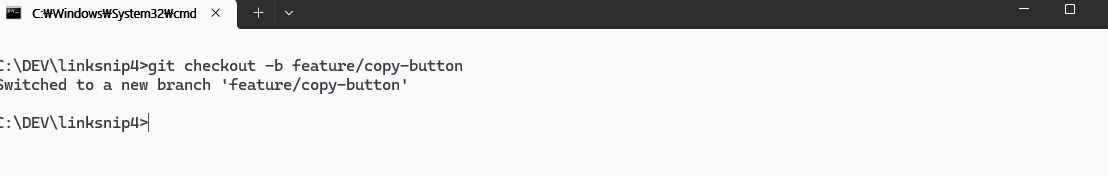 C:₩Windows₩System32₩cmd
C:\DEV\linksnip4>git checkout -b feature/copy-button
Switched to a new branch 'feature/copy-button'
C:\DEV\linksnip4>